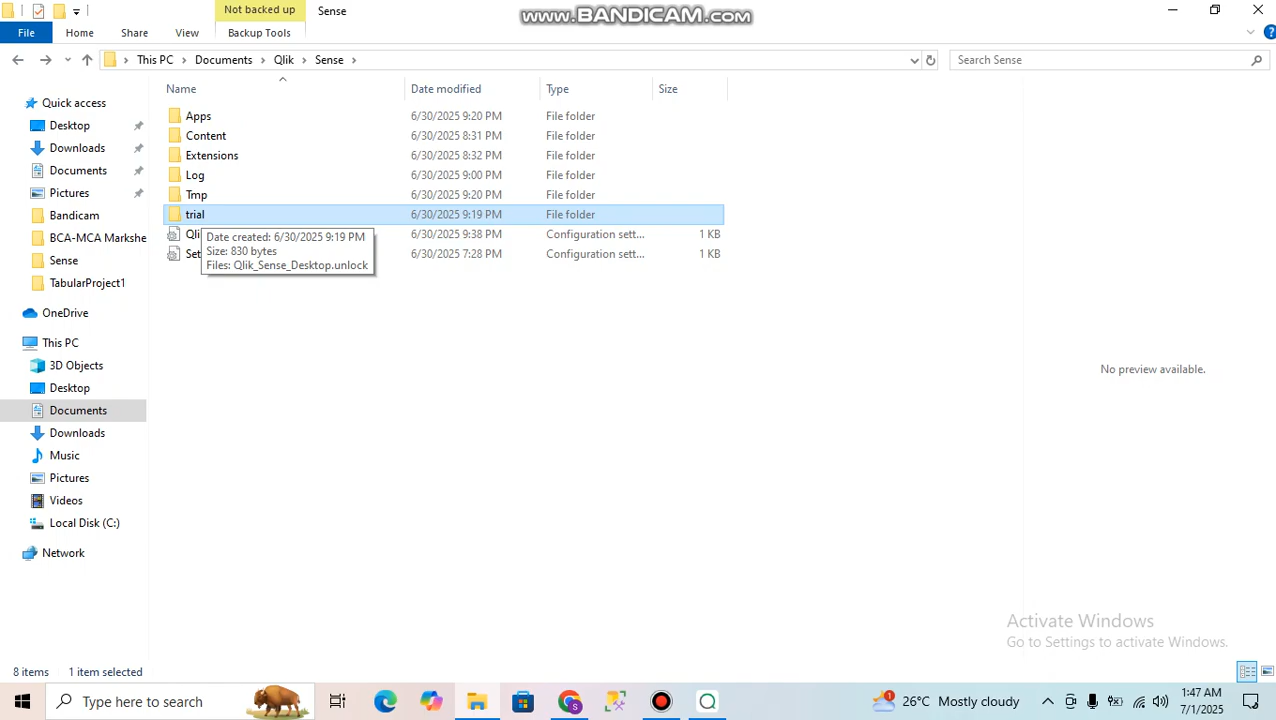 Not backed up
Sense
www.BANDICAM.com
File
Home
Share
View
Backup Tools
This PC
Documents
Qlik
Sense
Search Sense
Name
Date modified
Type
Size
Quick access
Desktop
Downloads
Documents
Pictures
Bandicam
BCA-MCA Markshe
Sense
TabularProject1
OneDrive
This PC
3D Objects
Desktop
Documents
Downloads
Music
Pictures
Videos
Local Disk (C:)
Network
Apps 6/30/2025 9:20 PM File folder
Content 6/30/2025 8:31 PM File folder
Extensions 6/30/2025 8:32 PM File folder
Log 6/30/2025 9:00 PM File folder
Tmp 6/30/2025 9:20 PM File folder
trial 6/30/2025 9:19 PM File folder
Qli 6/30/2025 9:38 PM Configuration sett... 1 KB
Set 6/30/2025 7:28 PM Configuration sett... 1 KB
Date created: 6/30/2025 9:19 PM
Size: 830 bytes
Files: Qlik_Sense_Desktop.unlock
No preview available.
Activate Windows
Go to Settings to activate Windows.
8 items
1 item selected
Type here to search
1
26°C Mostly cloudy
1:47 AM
7/1/2025